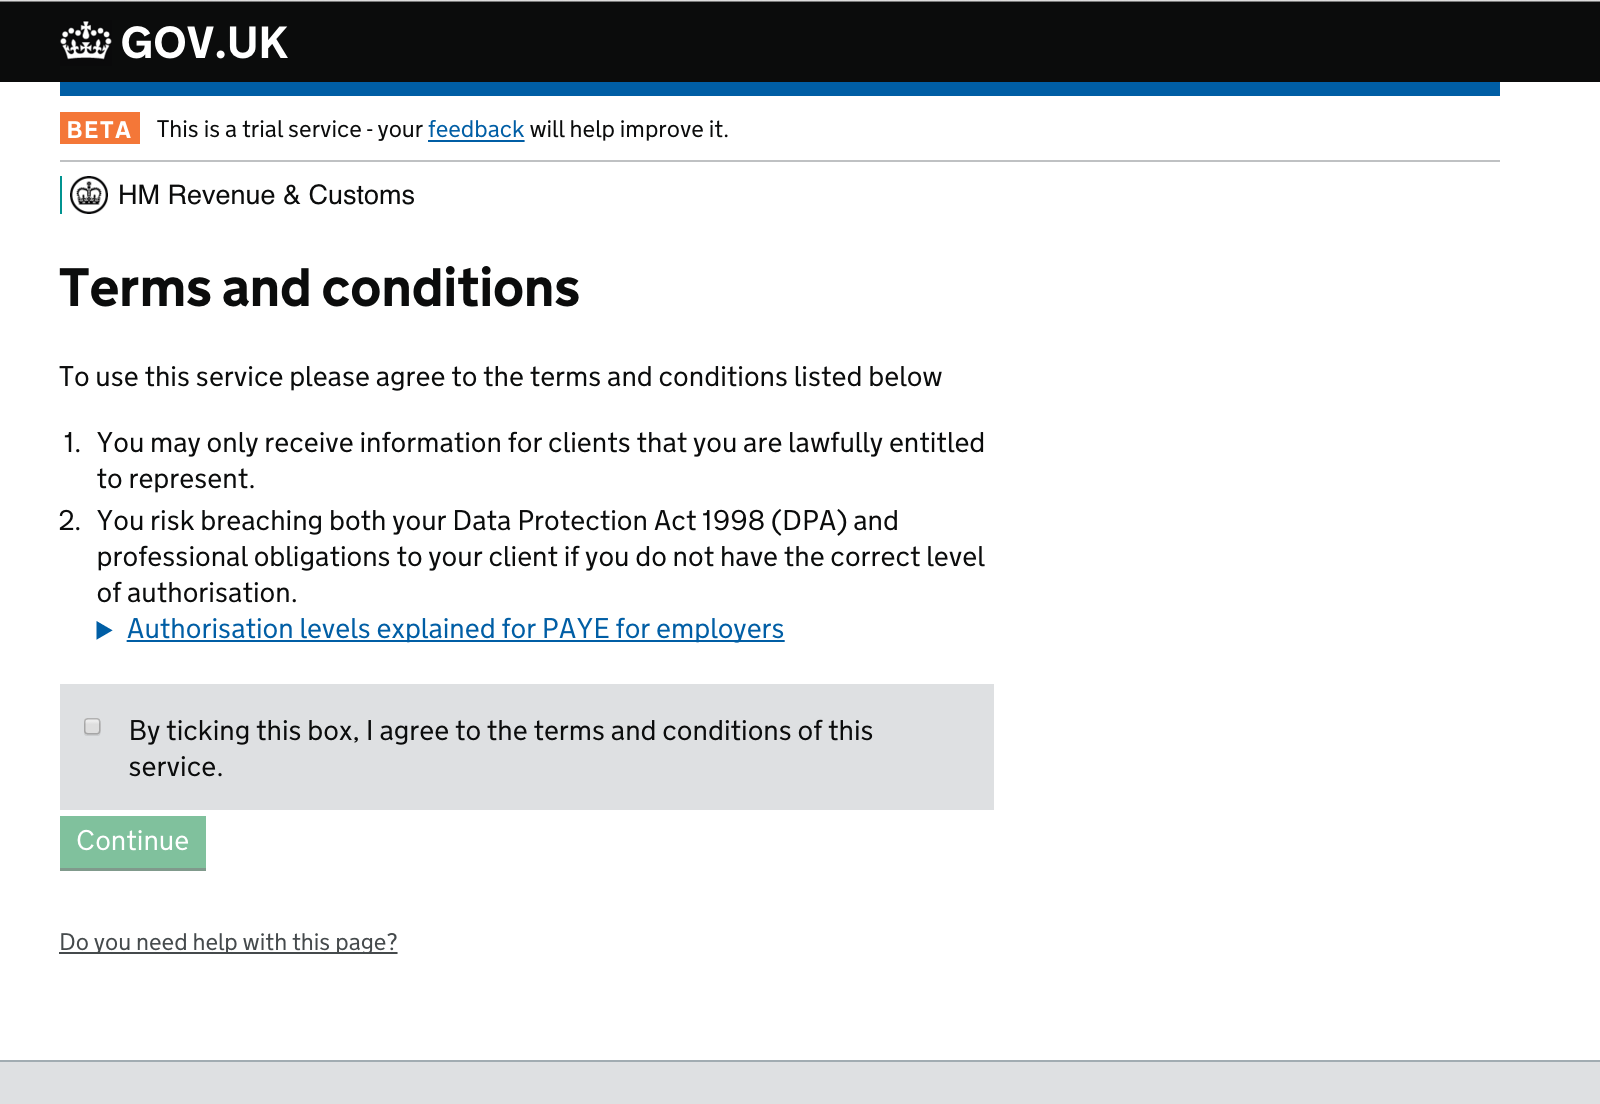 GOV.UK
BETA This is a trial service - your feedback will help improve it.
HM Revenue & Customs
Terms and conditions
To use this service please agree to the terms and conditions listed below
1. You may only receive information for clients that you are lawfully entitled
to represent.
2. You risk breaching both your Data Protection Act 1998 (DPA) and
professional obligations to your client if you do not have the correct level
of authorisation.
Authorisation levels explained for PAYE for employers
By ticking this box, I agree to the terms and conditions of this
service.
Continue
Do you need help with this page?